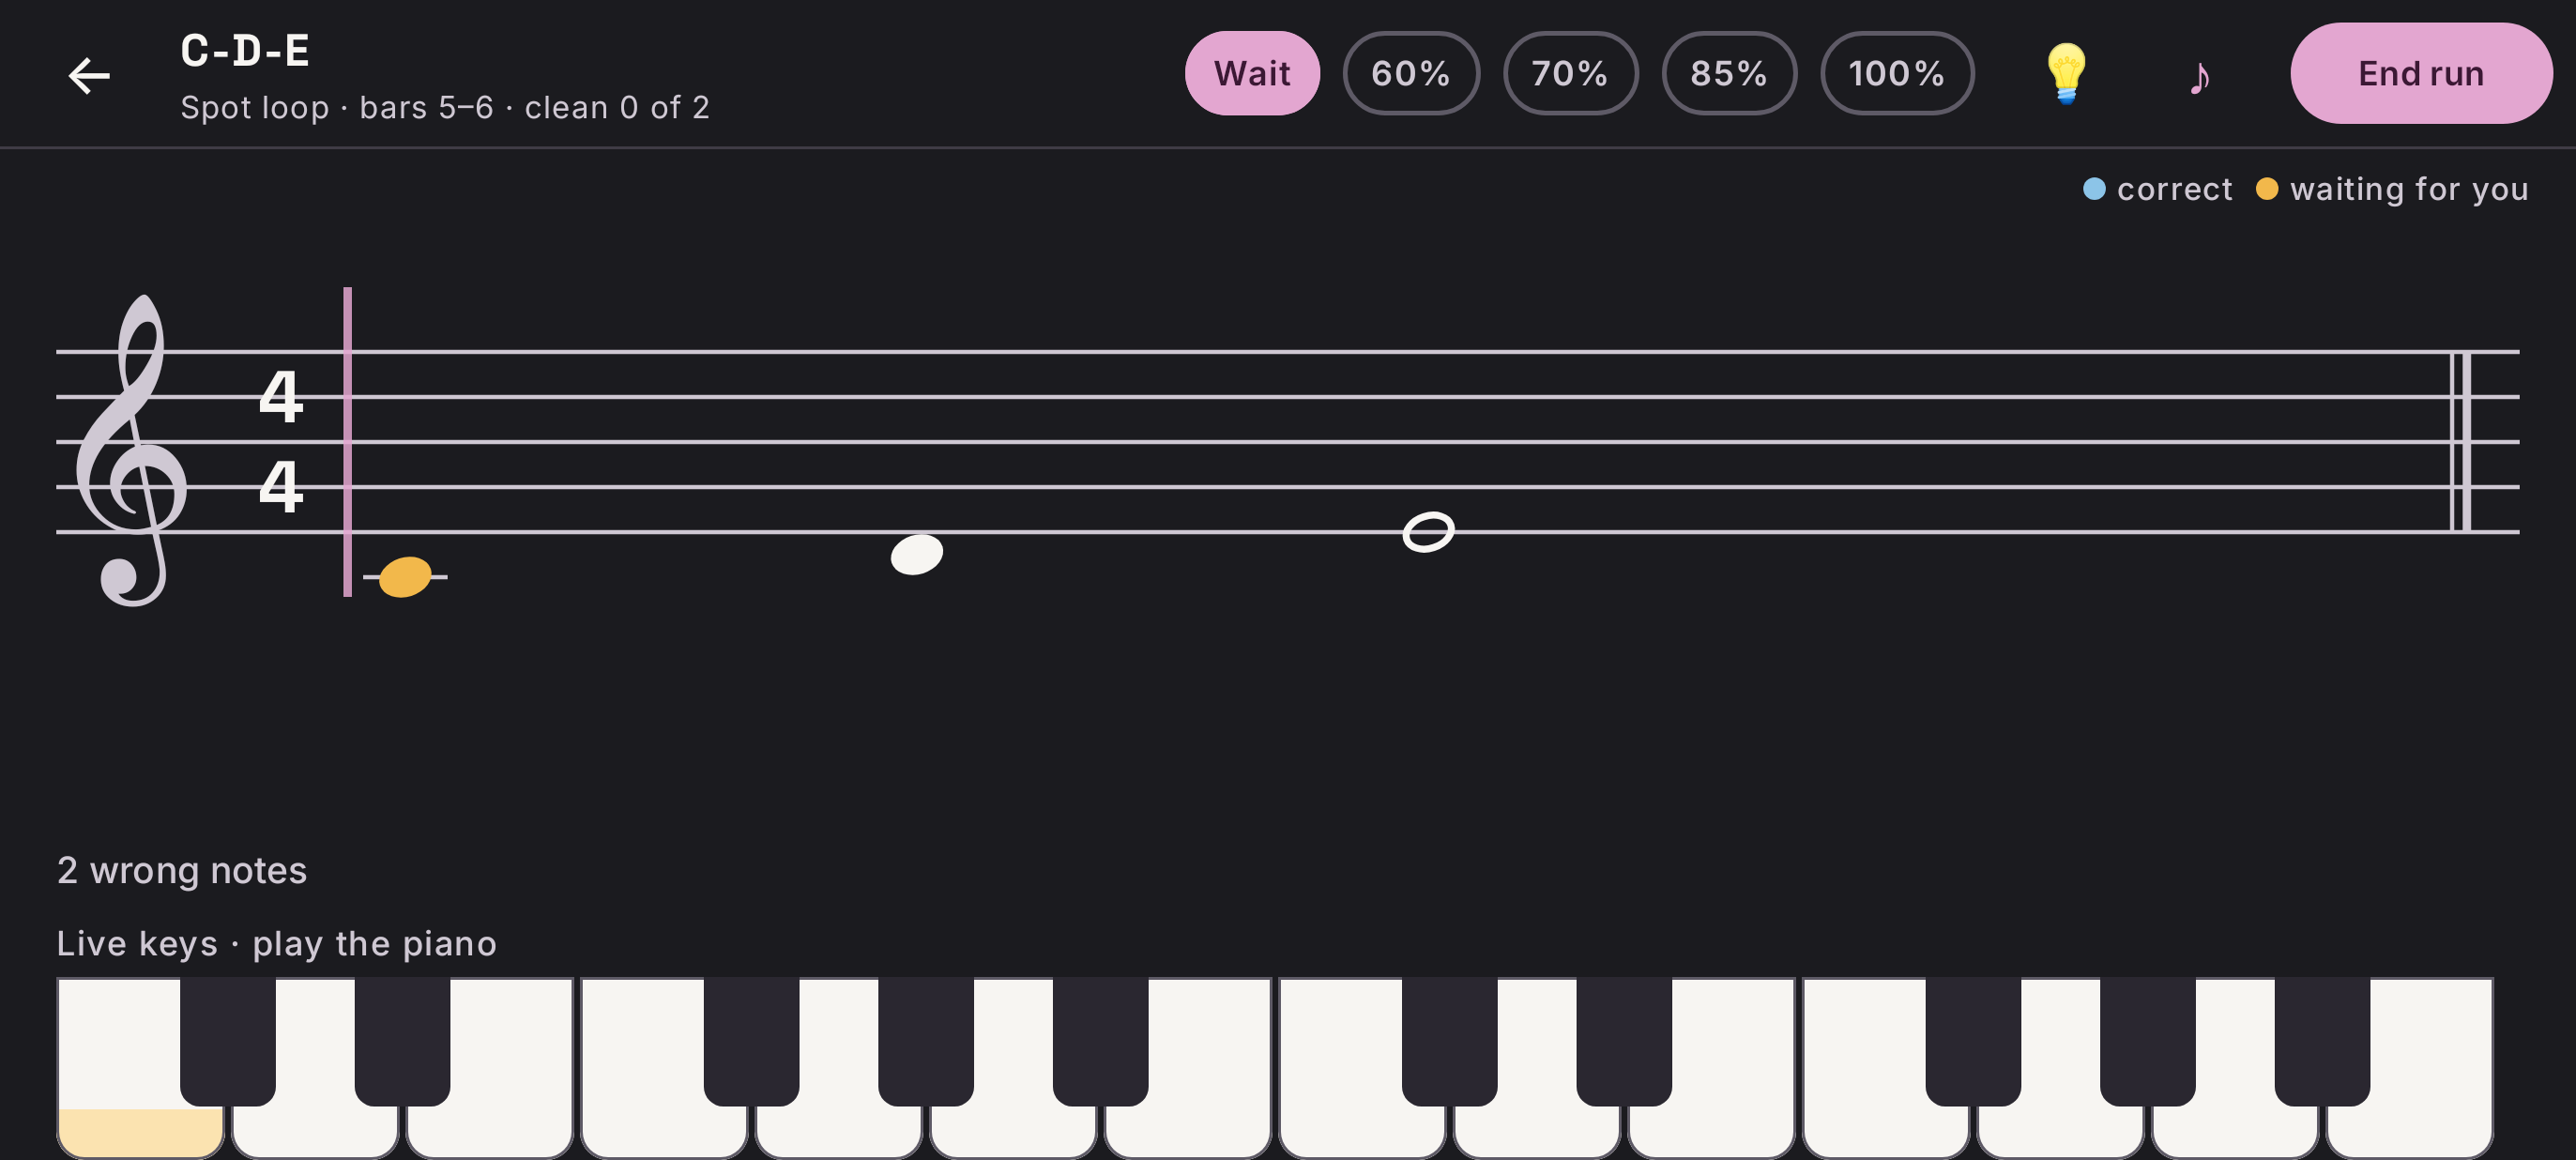 C-D-E
Spot loop · bars 5–6 · clean 0 of 2
Wait
60%
70%
85%
100%
End run
correct
waiting for you
4
4
2 wrong notes
Live keys · play the piano